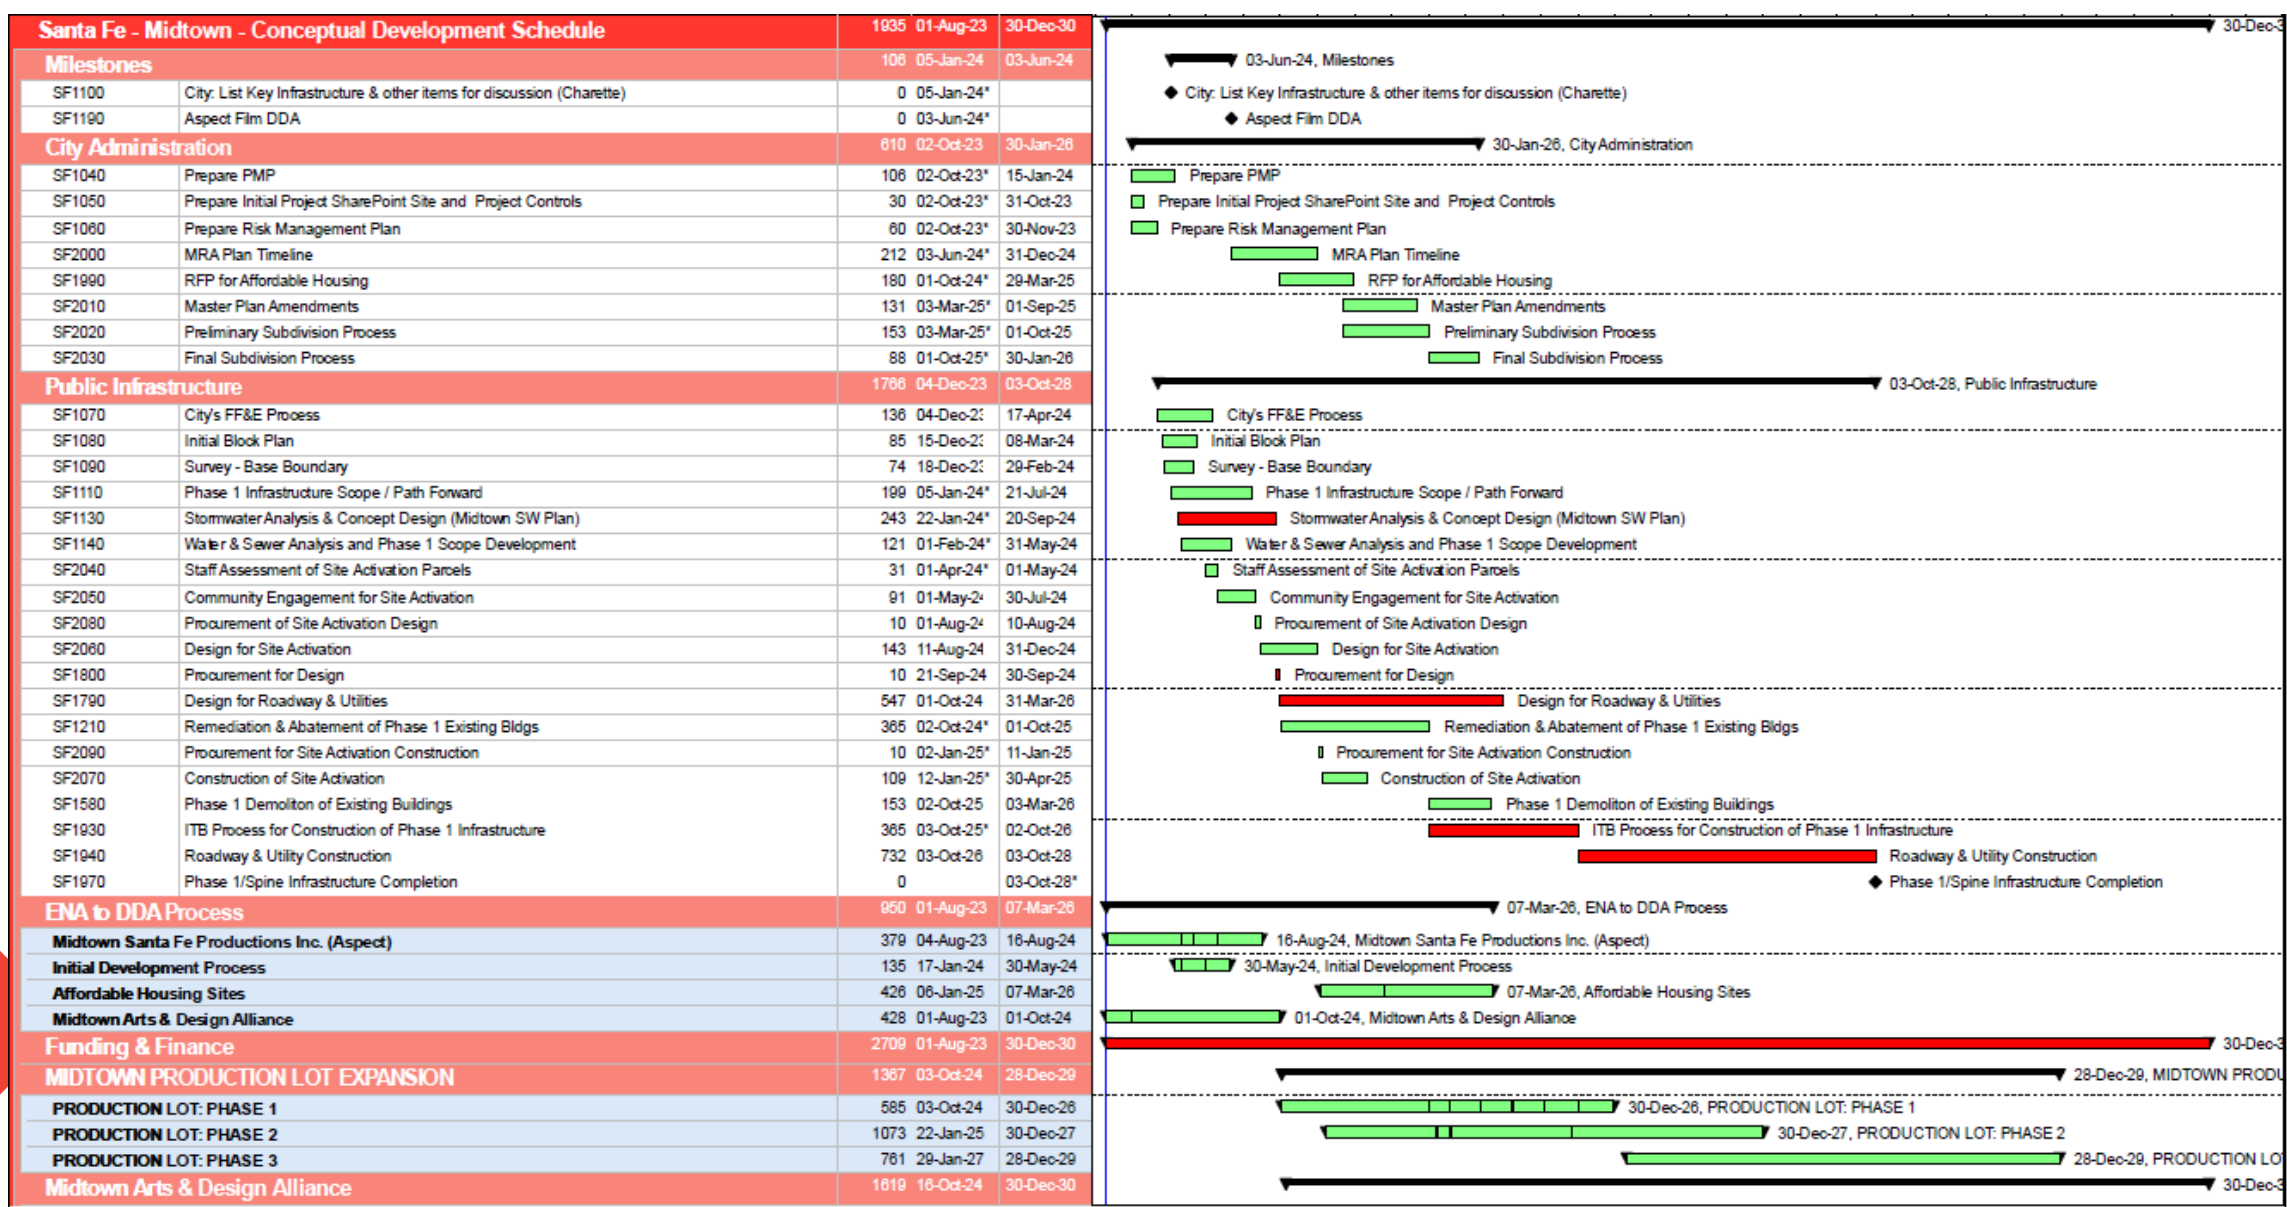 Santa Fe - Midtown - Conceptual Development Schedule 1935 01-Aug-23 30-Dec-30 30-Dec-3
Milestones 106 05-Jan-24 03-Jun-24 03-Jun-24, Milestones
SF1100 City: List Key Infrastructure & other items for discussion (Charette) 0 05-Jan-24* City: List Key Infrastructure & other items for discussion (Charette)
SF1190 Aspect Film DDA 0 03-Jun-24* Aspect Film DDA
City Administration 610 02-Oct-23 30-Jan-26 30-Jan-26, City Administration
SF1040 Prepare PMP 106 02-Oct-23* 15-Jan-24 Prepare PMP
SF1050 Prepare Initial Project SharePoint Site and Project Controls 30 02-Oct-23* 31-Oct-23 Prepare Initial Project SharePoint Site and Project Controls
SF1060 Prepare Risk Management Plan 60 02-Oct-23* 30-Nov-23 Prepare Risk Management Plan
SF2000 MRA Plan Timeline 212 03-Jun-24* 31-Dec-24 MRA Plan Timeline
SF1990 RFP for Affordable Housing 180 01-Oct-24* 29-Mar-25 RFP for Affordable Housing
SF2010 Master Plan Amendments 131 03-Mar-25* 01-Sep-25 Master Plan Amendments
SF2020 Preliminary Subdivision Process 153 03-Mar-25* 01-Oct-25 Preliminary Subdivision Process
SF2030 Final Subdivision Process 88 01-Oct-25* 30-Jan-26 Final Subdivision Process
Public Infrastructure 1766 04-Dec-23 03-Oct-28 03-Oct-28, Public Infrastructure
SF1070 City's FF&E Process 136 04-Dec-23 17-Apr-24 City's FF&E Process
SF1080 Initial Block Plan 85 15-Dec-23 08-Mar-24 Initial Block Plan
SF1090 Survey - Base Boundary 74 18-Dec-23 29-Feb-24 Survey - Base Boundary
SF1110 Phase 1 Infrastructure Scope / Path Forward 199 05-Jan-24* 21-Jul-24 Phase 1 Infrastructure Scope / Path Forward
SF1130 Stormwater Analysis & Concept Design (Midtown SW Plan) 243 22-Jan-24* 20-Sep-24 Stormwater Analysis & Concept Design (Midtown SW Plan)
SF1140 Water & Sewer Analysis and Phase 1 Scope Development 121 01-Feb-24* 31-May-24 Water & Sewer Analysis and Phase 1 Scope Development
SF2040 Staff Assessment of Site Activation Parcels 31 01-Apr-24* 01-May-24 Staff Assessment of Site Activation Parcels
SF2050 Community Engagement for Site Activation 91 01-May-24 30-Jul-24 Community Engagement for Site Activation
SF2080 Procurement of Site Activation Design 10 01-Aug-24 10-Aug-24 Procurement of Site Activation Design
SF2060 Design for Site Activation 143 11-Aug-24 31-Dec-24 Design for Site Activation
SF1800 Procurement for Design 10 21-Sep-24 30-Sep-24 Procurement for Design
SF1790 Design for Roadway & Utilities 547 01-Oct-24 31-Mar-26 Design for Roadway & Utilities
SF1210 Remediation & Abatement of Phase 1 Existing Bldgs 365 02-Oct-24* 01-Oct-25 Remediation & Abatement of Phase 1 Existing Bldgs
SF2090 Procurement for Site Activation Construction 10 02-Jan-25* 11-Jan-25 Procurement for Site Activation Construction
SF2070 Construction of Site Activation 109 12-Jan-25* 30-Apr-25 Construction of Site Activation
SF1580 Phase 1 Demoliton of Existing Buildings 153 02-Oct-25 03-Mar-26 Phase 1 Demoliton of Existing Buildings
SF1930 ITB Process for Construction of Phase 1 Infrastructure 365 03-Oct-25* 02-Oct-26 ITB Process for Construction of Phase 1 Infrastructure
SF1940 Roadway & Utility Construction 732 03-Oct-26 03-Oct-28 Roadway & Utility Construction
SF1970 Phase 1/Spine Infrastructure Completion 0 03-Oct-28* Phase 1/Spine Infrastructure Completion
ENA to DDA Process 950 01-Aug-23 07-Mar-26 07-Mar-26, ENA to DDA Process
Midtown Santa Fe Productions Inc. (Aspect) 379 04-Aug-23 16-Aug-24 16-Aug-24, Midtown Santa Fe Productions Inc. (Aspect)
Initial Development Process 135 17-Jan-24 30-May-24 30-May-24, Initial Development Process
Affordable Housing Sites 426 06-Jan-25 07-Mar-26 07-Mar-26, Affordable Housing Sites
Midtown Arts & Design Alliance 428 01-Aug-23 01-Oct-24 01-Oct-24, Midtown Arts & Design Alliance
Funding & Finance 2709 01-Aug-23 30-Dec-30 30-Dec-3
MIDTOWN PRODUCTION LOT EXPANSION 1367 03-Oct-24 28-Dec-29 28-Dec-29, MIDTOWN PRODU
PRODUCTION LOT: PHASE 1 585 03-Oct-24 30-Dec-26 30-Dec-26, PRODUCTION LOT: PHASE 1
PRODUCTION LOT: PHASE 2 1073 22-Jan-25 30-Dec-27 30-Dec-27, PRODUCTION LOT: PHASE 2
PRODUCTION LOT: PHASE 3 761 29-Jan-27 28-Dec-29 28-Dec-29, PRODUCTION LO
Midtown Arts & Design Alliance 1619 16-Oct-24 30-Dec-30 30-Dec-3